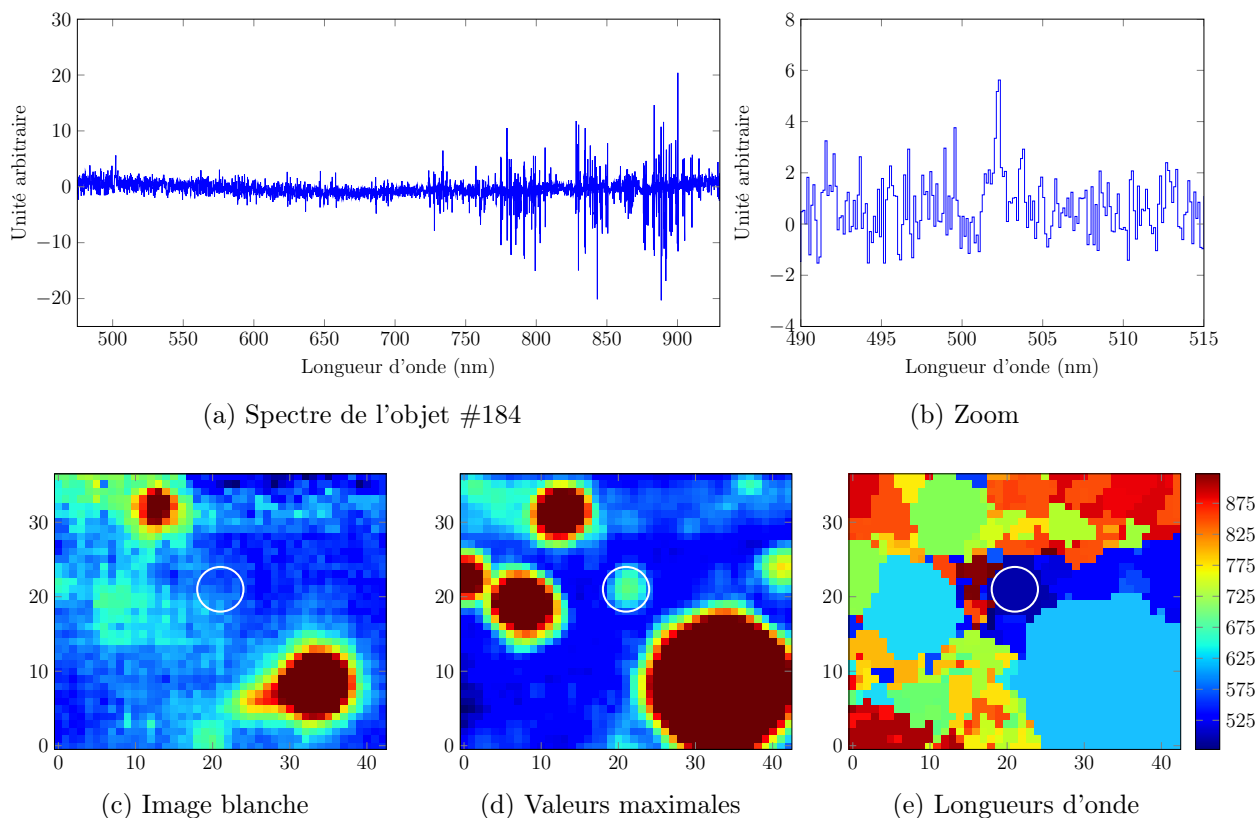 30
20
10
0
−10
−20
Unité arbitraire
500 550 600 650 700 750 800 850 900
Longueur d'onde (nm)
(a) Spectre de l'objet #184
8
6
4
2
0
−2
−4
Unité arbitraire
490 495 500 505 510 515
Longueur d'onde (nm)
(b) Zoom
30
20
10
0
0 10 20 30 40
(c) Image blanche
30
20
10
0
0 10 20 30 40
(d) Valeurs maximales
30
20
10
0
0 10 20 30 40
875
825
775
725
675
625
575
525
(e) Longueurs d'onde